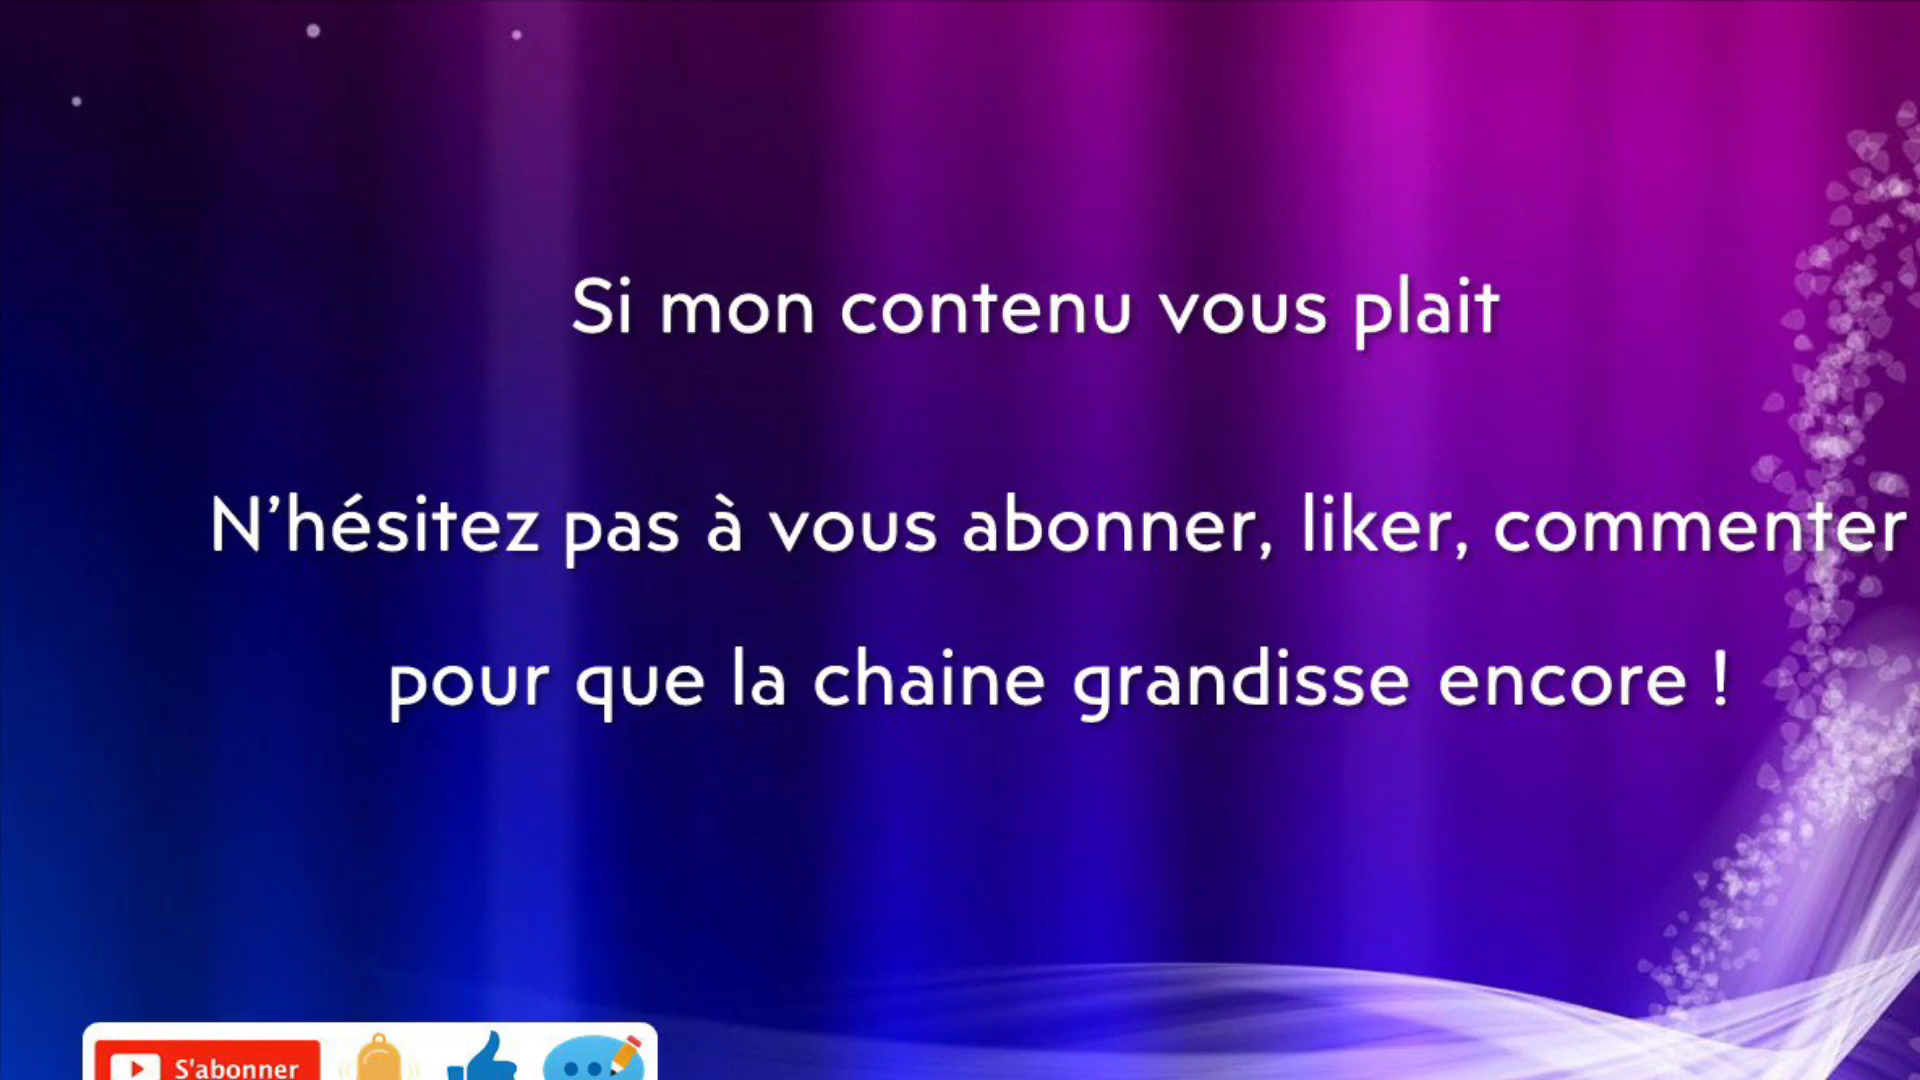 Si mon contenu vous plait
N’hésitez pas à vous abonner, liker, commenter
pour que la chaine grandisse encore !
S'abonner